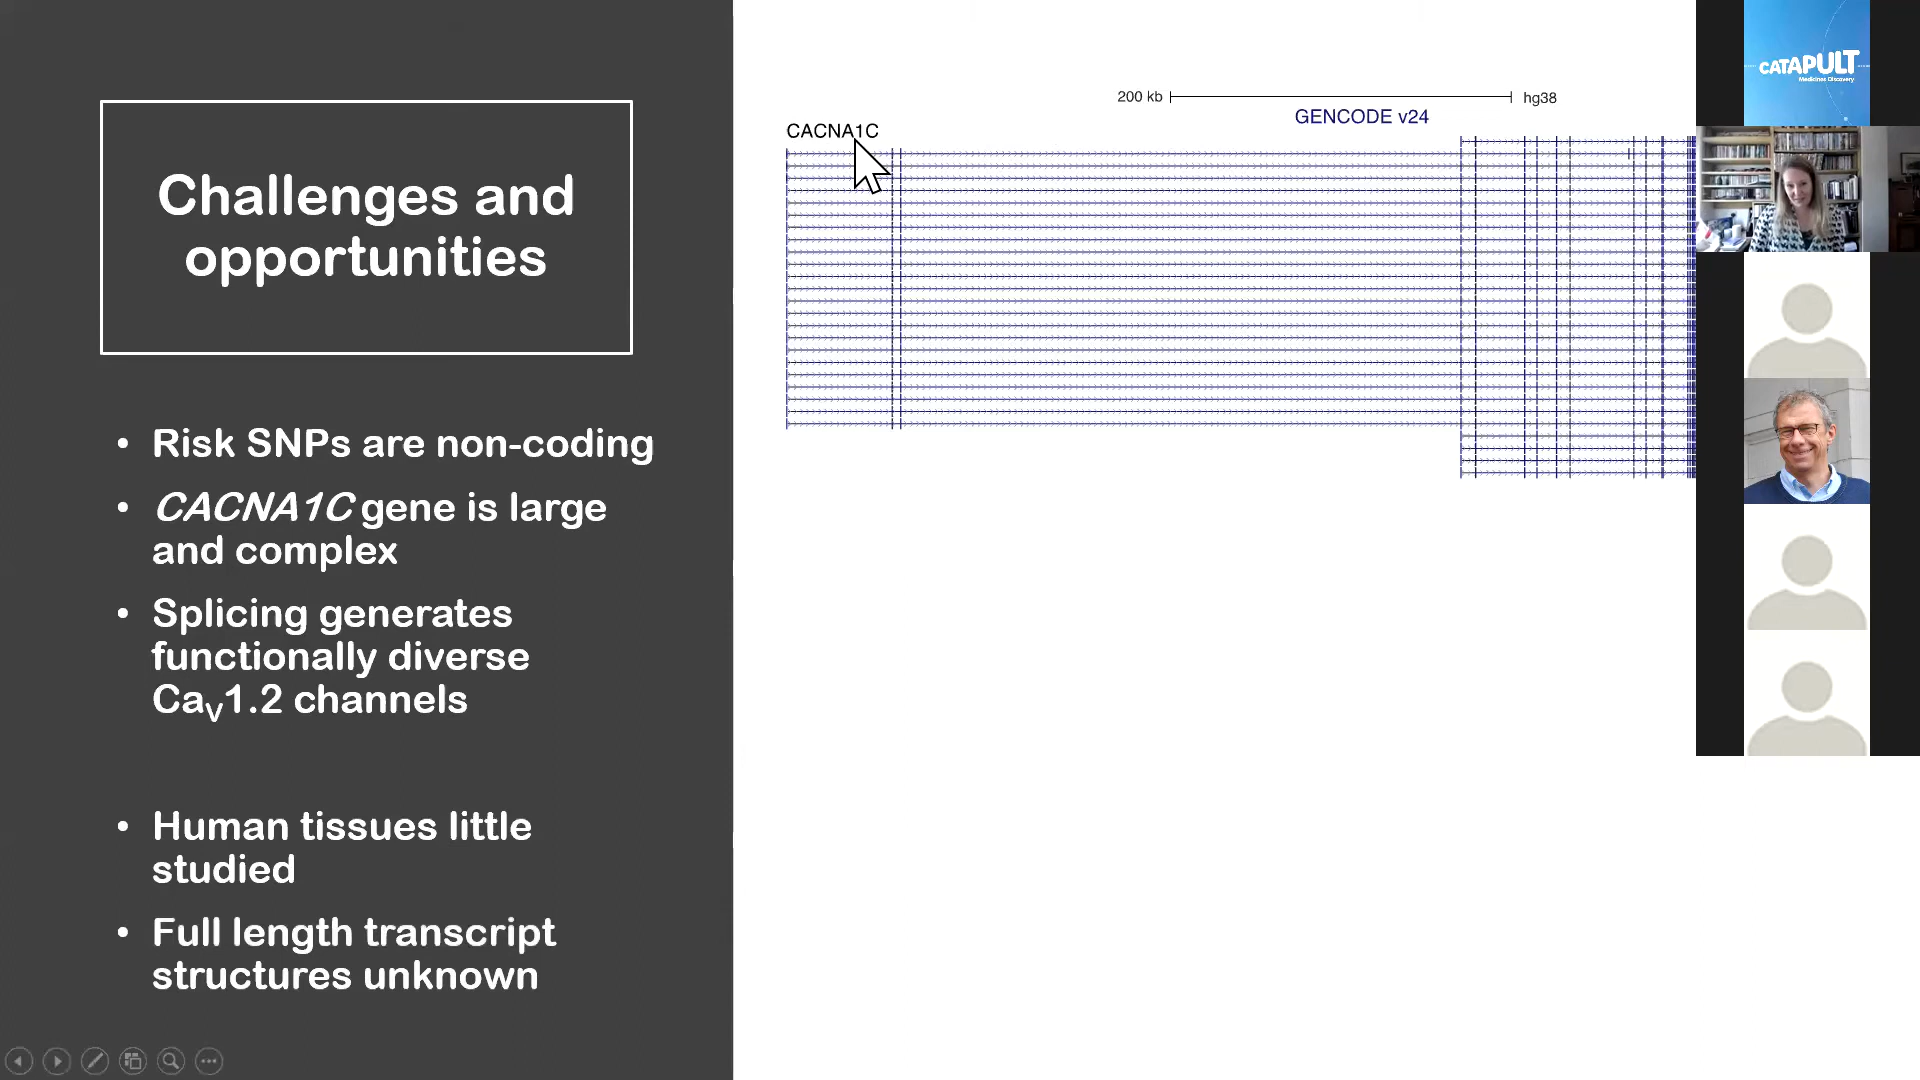 Challenges and
opportunities
• Risk SNPs are non-coding
• CACNA1C gene is large
and complex
• Splicing generates
functionally diverse
Cav1.2 channels
• Human tissues little
studied
• Full length transcript
structures unknown
200 kb
hg38
GENCODE v24
CACNA1C
CATAPULT
Medicines Discovery